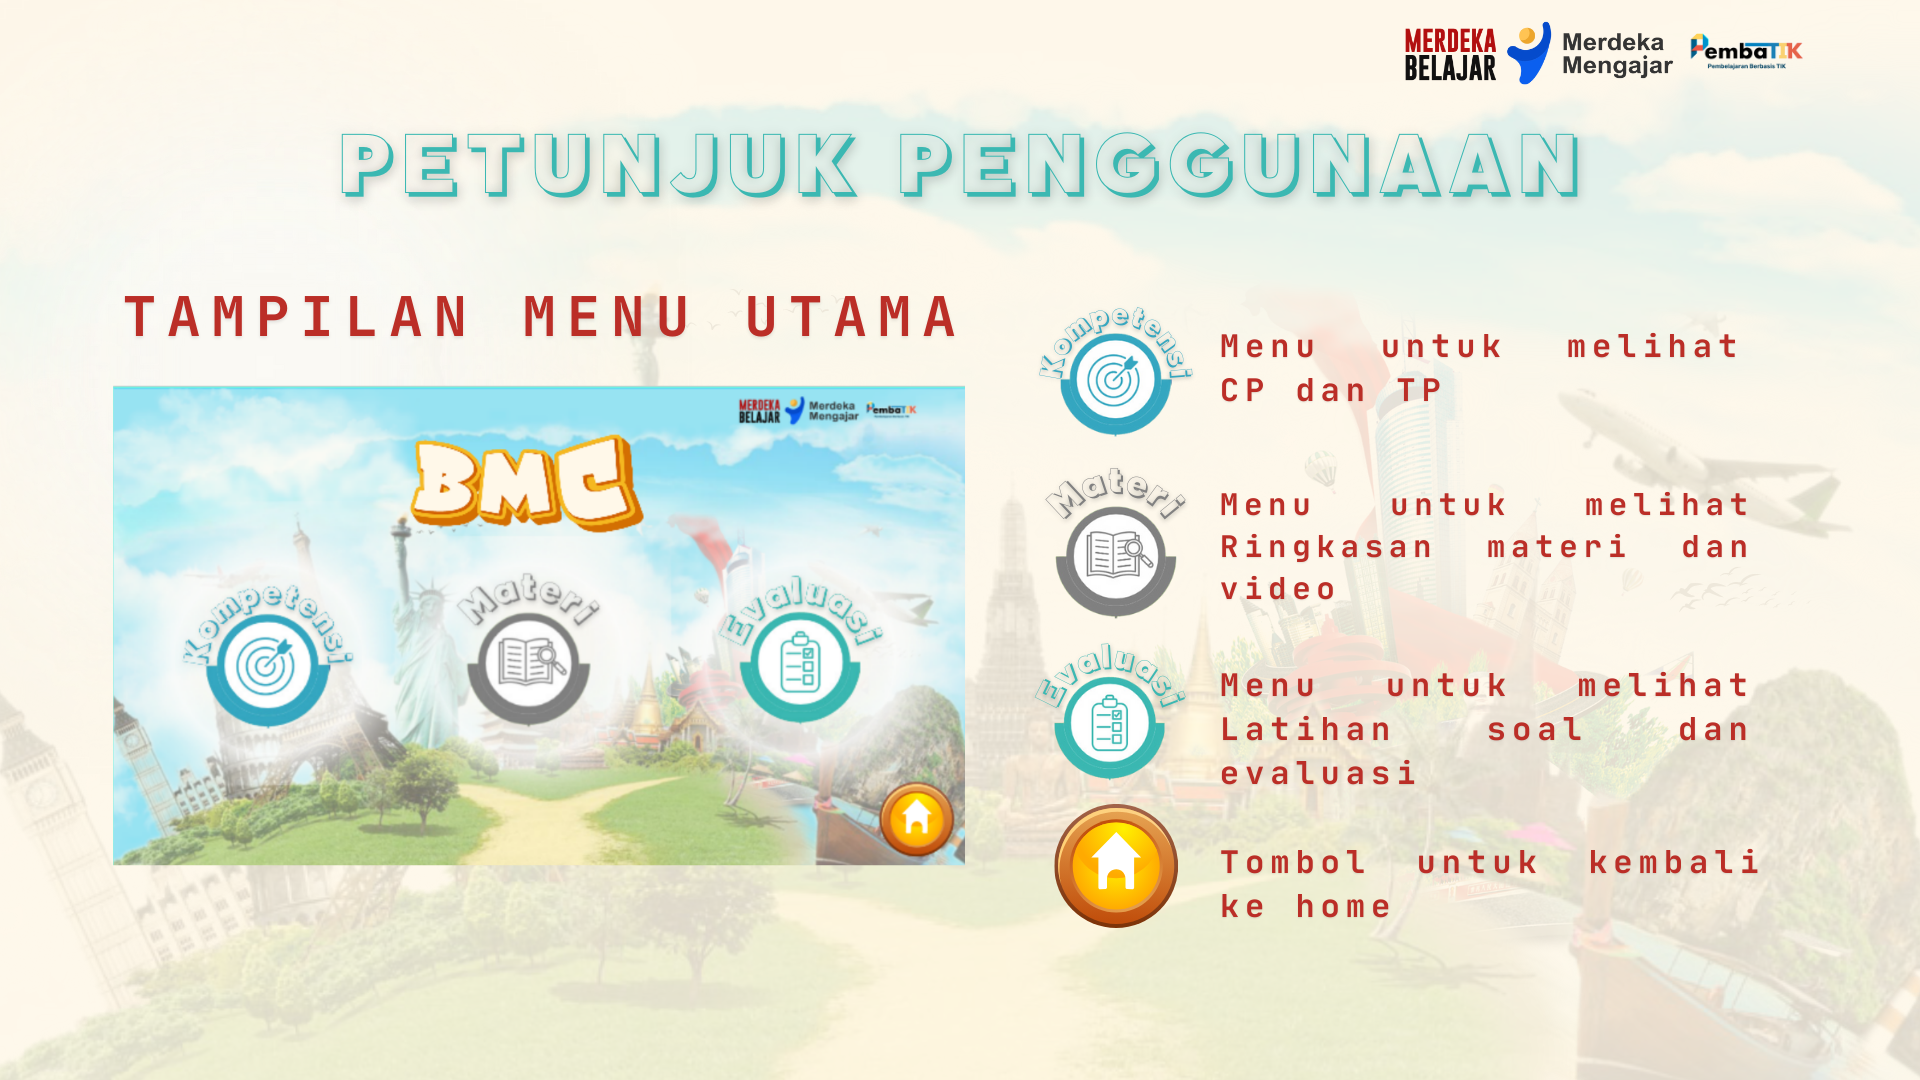 MERDEKA
BELAJAR
Merdeka
Mengajar
PembaTIK
Pembelajaran Berbasis TIK
PETUNJUK PENGGUNAAN
TAMPILAN MENU UTAMA
MERDEKA
BELAJAR
Merdeka
Mengajar
PembaTIK
BMC
Kompetensi
Materi
Evaluasi
Kompetensi
Menu untuk melihat
CP dan TP
Materi
Menu untuk melihat
Ringkasan materi dan
video
Evaluasi
Menu untuk melihat
Latihan soal dan
evaluasi
Tombol untuk kembali
ke home